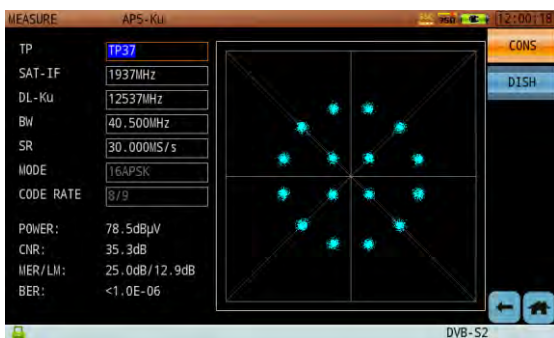 MEASURE APS-Ku 12:00:18
TP TP37 CONS
SAT-IF 1937MHz DISH
DL-Ku 12537MHz
BW 40.500MHz
SR 30.000MS/s
MODE 16APSK
CODE RATE 8/9
POWER: 78.5dBµV
CNR: 35.3dB
MER/LM: 25.0dB/12.9dB
BER: <1.0E-06
DVB-S2